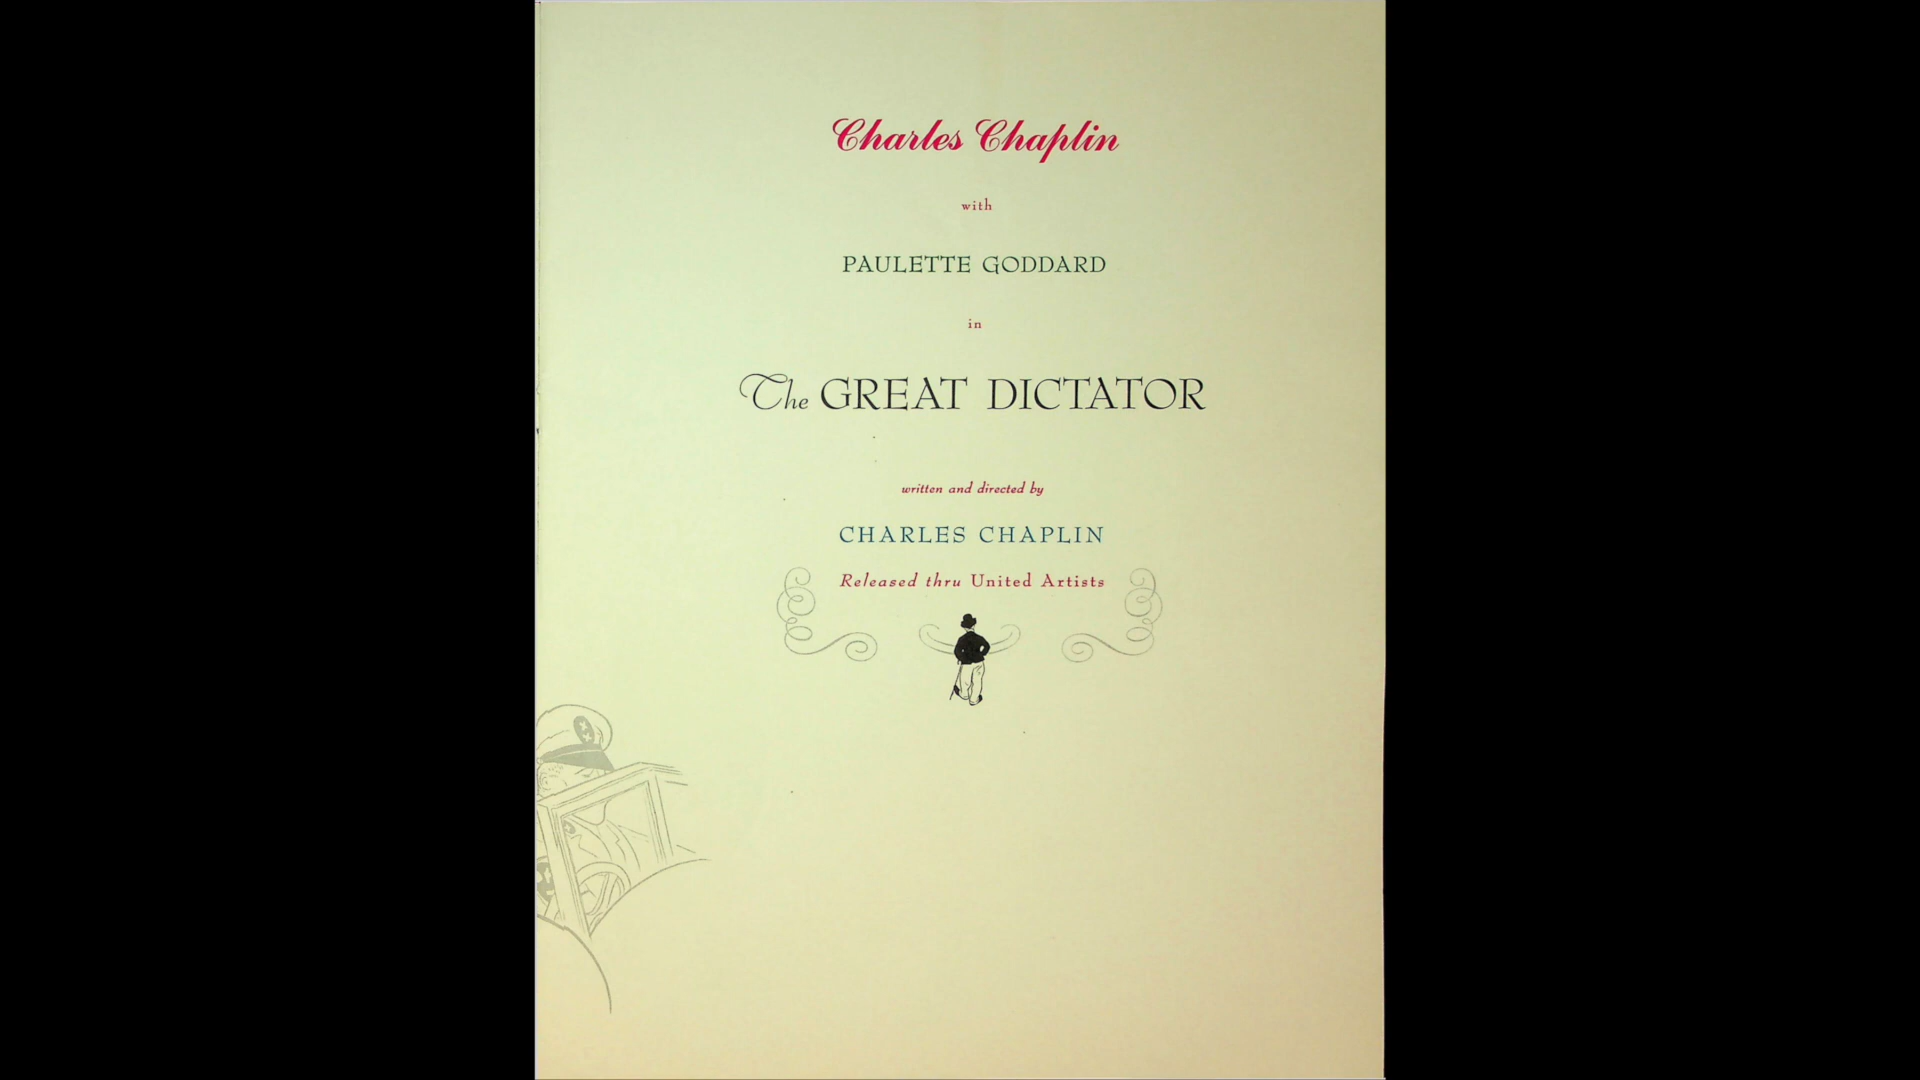 Charles Chaplin
with
PAULETTE GODDARD
in
The GREAT DICTATOR
written and directed by
CHARLES CHAPLIN
Released thru United Artists